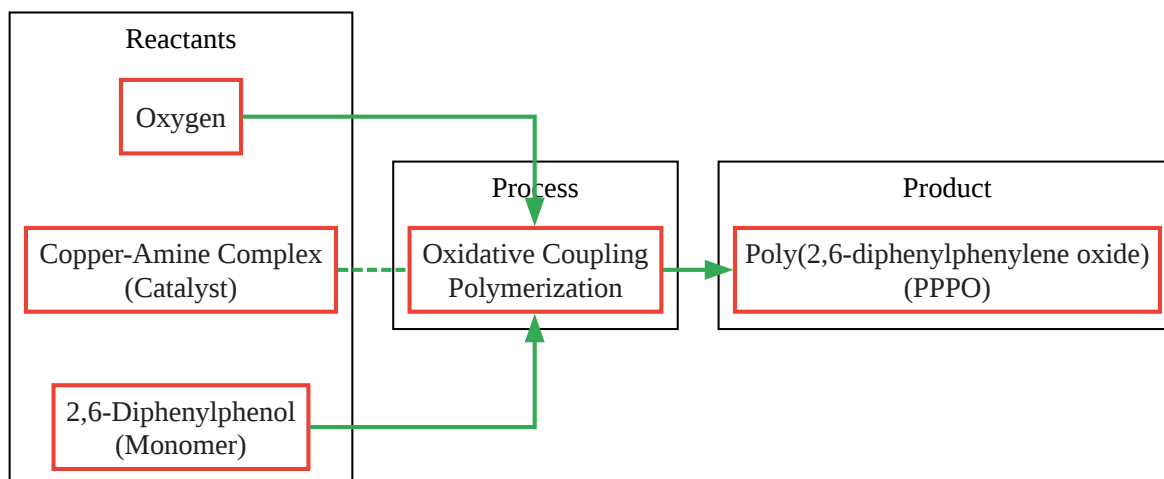 Reactants
Oxygen
Copper-Amine Complex
(Catalyst)
2,6-Diphenylphenol
(Monomer)
Process
Oxidative Coupling
Polymerization
Product
Poly(2,6-diphenylphenylene oxide)
(PPPO)